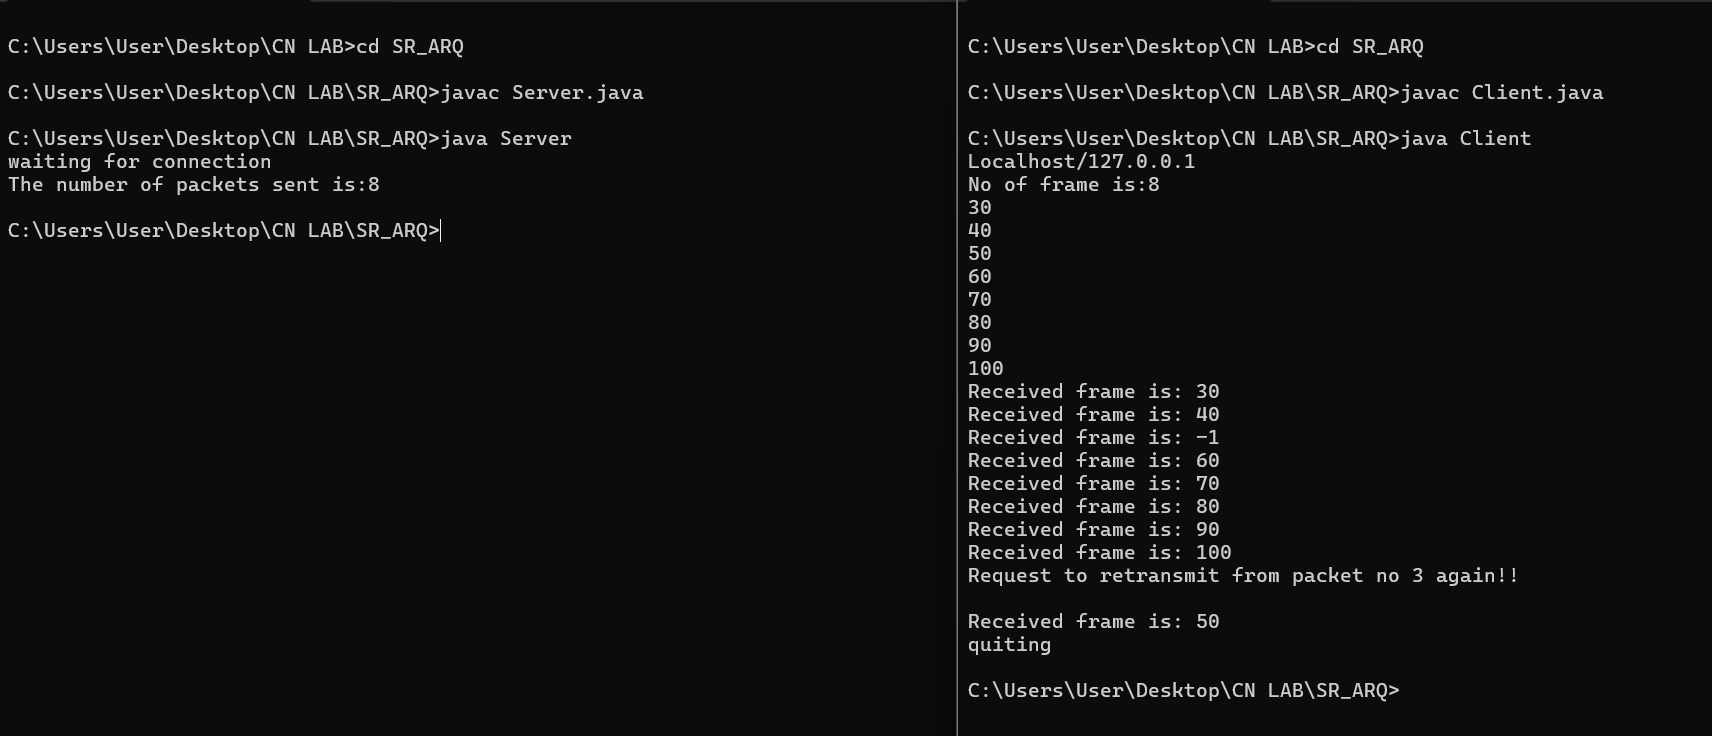 C:\Users\User\Desktop\CN LAB>cd SR_ARQ
C:\Users\User\Desktop\CN LAB\SR_ARQ>javac Server.java
C:\Users\User\Desktop\CN LAB\SR_ARQ>java Server
waiting for connection
The number of packets sent is:8
C:\Users\User\Desktop\CN LAB\SR_ARQ>
C:\Users\User\Desktop\CN LAB>cd SR_ARQ
C:\Users\User\Desktop\CN LAB\SR_ARQ>javac Client.java
C:\Users\User\Desktop\CN LAB\SR_ARQ>java Client
Localhost/127.0.0.1
No of frame is:8
30
40
50
60
70
80
90
100
Received frame is: 30
Received frame is: 40
Received frame is: -1
Received frame is: 60
Received frame is: 70
Received frame is: 80
Received frame is: 90
Received frame is: 100
Request to retransmit from packet no 3 again!!
Received frame is: 50
quiting
C:\Users\User\Desktop\CN LAB\SR_ARQ>